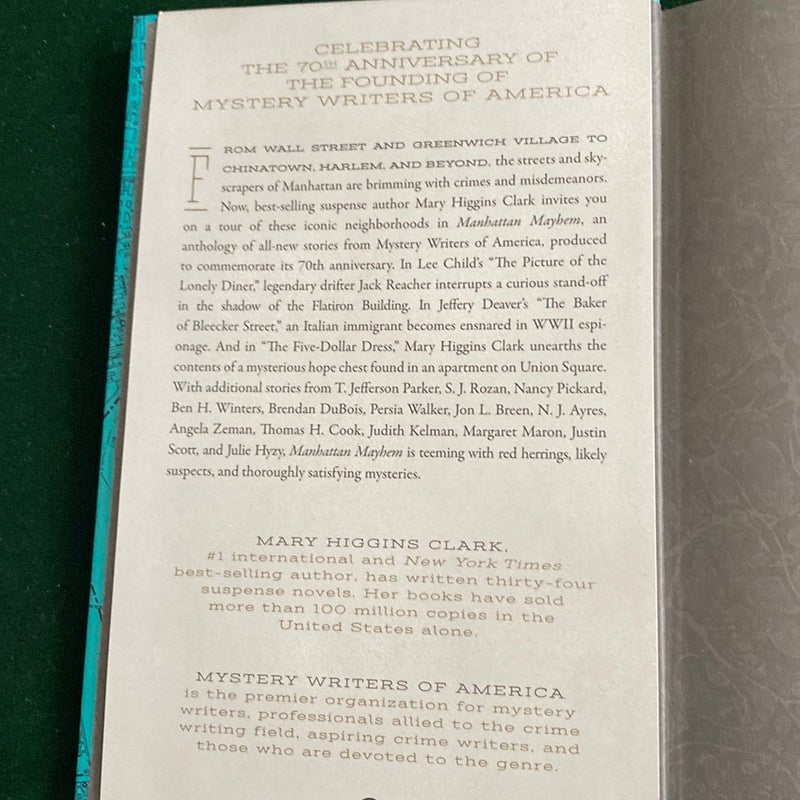 CELEBRATING
THE 70TH ANNIVERSARY OF
THE FOUNDING OF
MYSTERY WRITERS OF AMERICA
FROM WALL STREET AND GREENWICH VILLAGE TO
CHINATOWN, HARLEM, AND BEYOND, the streets and sky-
scrapers of Manhattan are brimming with crimes and misdemeanors.
Now, best-selling suspense author Mary Higgins Clark invites you
on a tour of these iconic neighborhoods in Manhattan Mayhem, an
anthology of all-new stories from Mystery Writers of America, produced
to commemorate its 70th anniversary. In Lee Child's “The Picture of the
Lonely Diner,” legendary drifter Jack Reacher interrupts a curious stand-off
in the shadow of the Flatiron Building. In Jeffery Deaver's “The Baker
of Bleecker Street,” an Italian immigrant becomes ensnared in WWII espi-
onage. And in “The Five-Dollar Dress,” Mary Higgins Clark unearths the
contents of a mysterious hope chest found in an apartment on Union Square.
With additional stories from T. Jefferson Parker, S. J. Rozan, Nancy Pickard,
Ben H. Winters, Brendan DuBois, Persia Walker, Jon L. Breen, N. J. Ayres,
Angela Zeman, Thomas H. Cook, Judith Kelman, Margaret Maron, Justin
Scott, and Julie Hyzy, Manhattan Mayhem is teeming with red herrings, likely
suspects, and thoroughly satisfying mysteries.
MARY HIGGINS CLARK,
#1 international and New York Times
best-selling author, has written thirty-four
suspense novels. Her books have sold
more than 100 million copies in the
United States alone.
MYSTERY WRITERS OF AMERICA
is the premier organization for mystery
writers, professionals allied to the crime
writing field, aspiring crime writers, and
those who are devoted to the genre.